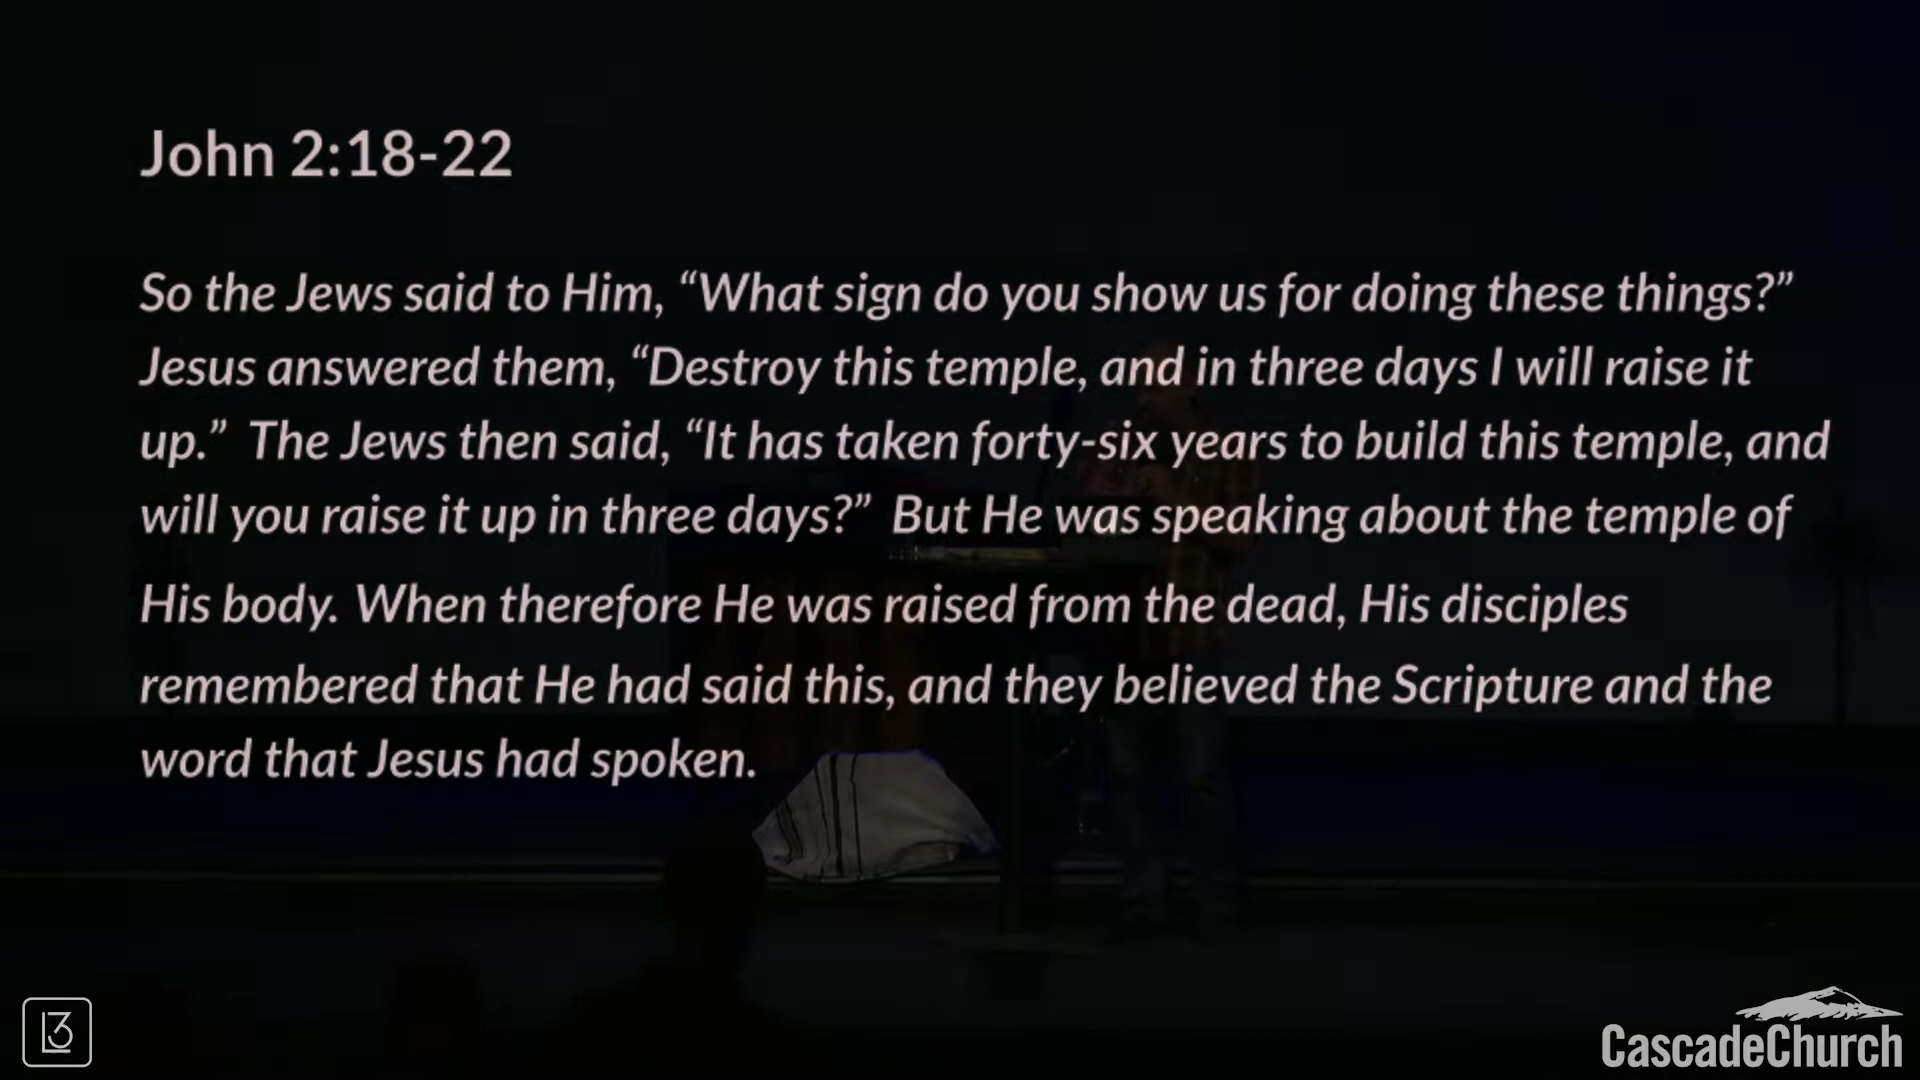 John 2:18-22
So the Jews said to Him, “What sign do you show us for doing these things?”
Jesus answered them, “Destroy this temple, and in three days I will raise it
up.”  The Jews then said, “It has taken forty-six years to build this temple, and
will you raise it up in three days?”  But He was speaking about the temple of
His body. When therefore He was raised from the dead, His disciples
remembered that He had said this, and they believed the Scripture and the
word that Jesus had spoken.
L3
CascadeChurch